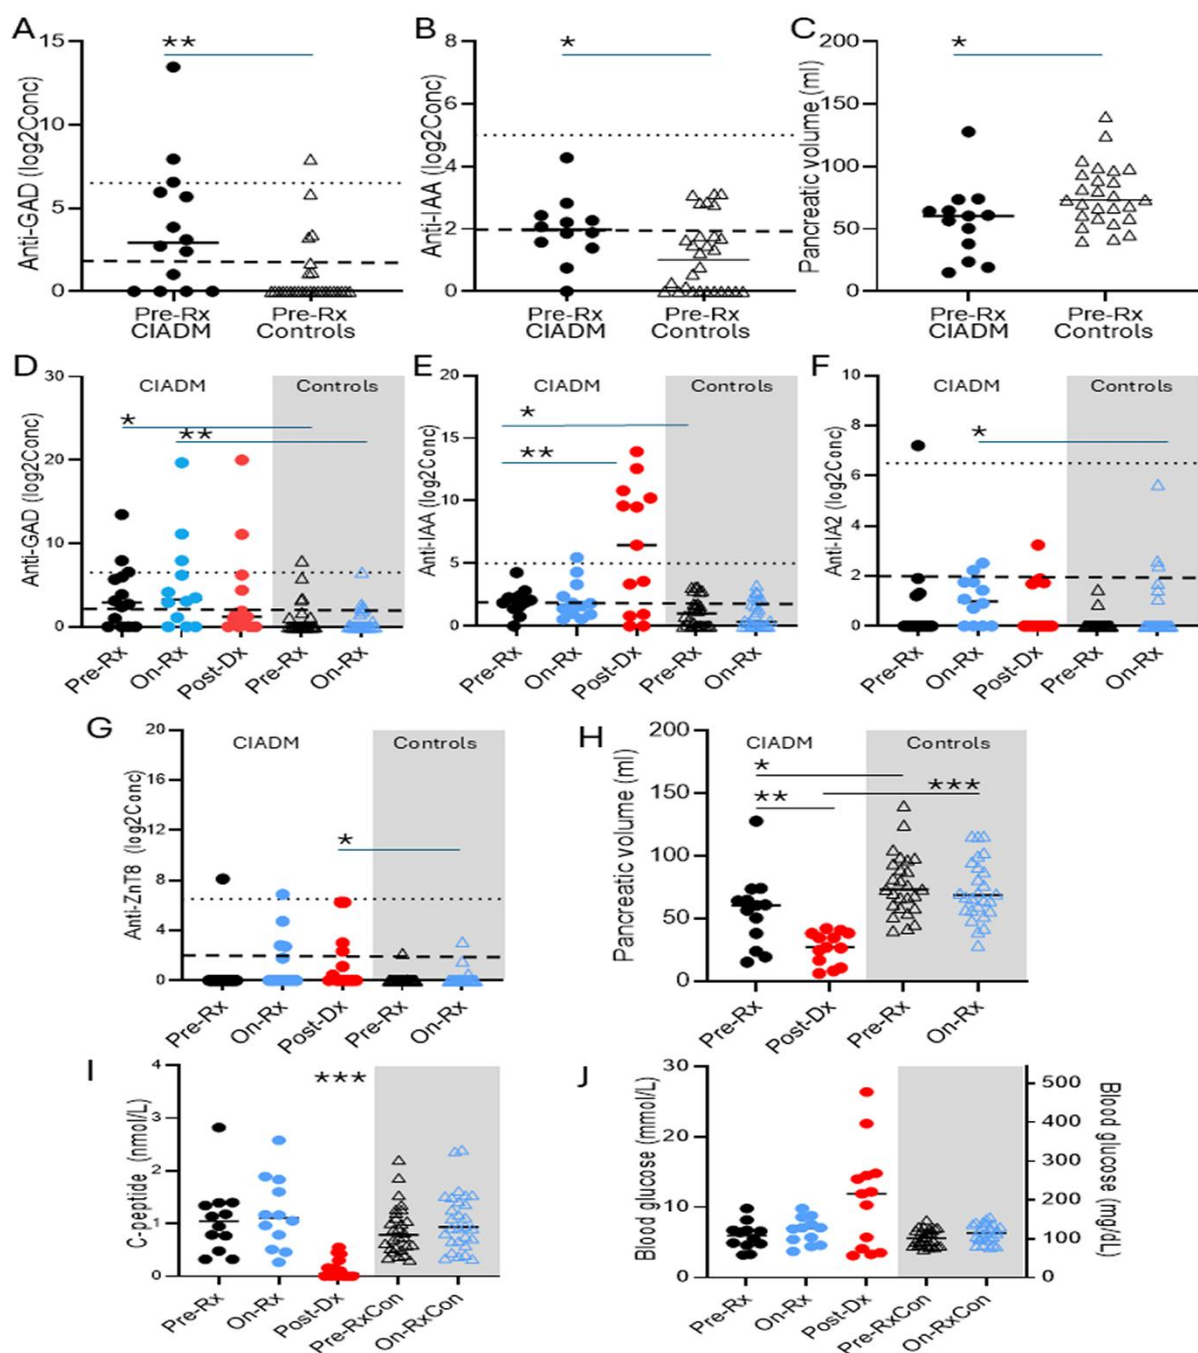 A
Anti-GAD (log2Conc)
15
10
5
0
**
Pre-Rx
CIADM
Pre-Rx
Controls
B
Anti-IAA (log2Conc)
8
6
4
2
0
*
Pre-Rx
CIADM
Pre-Rx
Controls
C
Pancreatic volume (ml)
200
150
100
50
0
*
Pre-Rx
CIADM
Pre-Rx
Controls
D
Anti-GAD (log2Conc)
30
20
10
0
CIADM
Controls
*
**
Pre-Rx
On-Rx
Post-Dx
Pre-Rx
On-Rx
E
Anti-IAA (log2Conc)
20
15
10
5
0
CIADM
Controls
*
**
Pre-Rx
On-Rx
Post-Dx
Pre-Rx
On-Rx
F
Anti-IA2 (log2Conc)
10
8
6
4
2
0
CIADM
Controls
*
Pre-Rx
On-Rx
Post-Dx
Pre-Rx
On-Rx
G
Anti-ZnT8 (log2Conc)
20
16
12
8
4
0
CIADM
Controls
*
Pre-Rx
On-Rx
Post-Dx
Pre-Rx
On-Rx
H
Pancreatic volume (ml)
200
150
100
50
0
CIADM
Controls
*
**
***
Pre-Rx
Post-Dx
Pre-Rx
On-Rx
I
C-peptide (nmol/L)
4
3
2
1
0
***
Pre-Rx
On-Rx
Post-Dx
Pre-RxCon
On-RxCon
J
Blood glucose (mmol/L)
30
20
10
0
Pre-Rx
On-Rx
Post-Dx
Pre-RxCon
On-RxCon
500
400
300
200
100
0
Blood glucose (mg/dL)